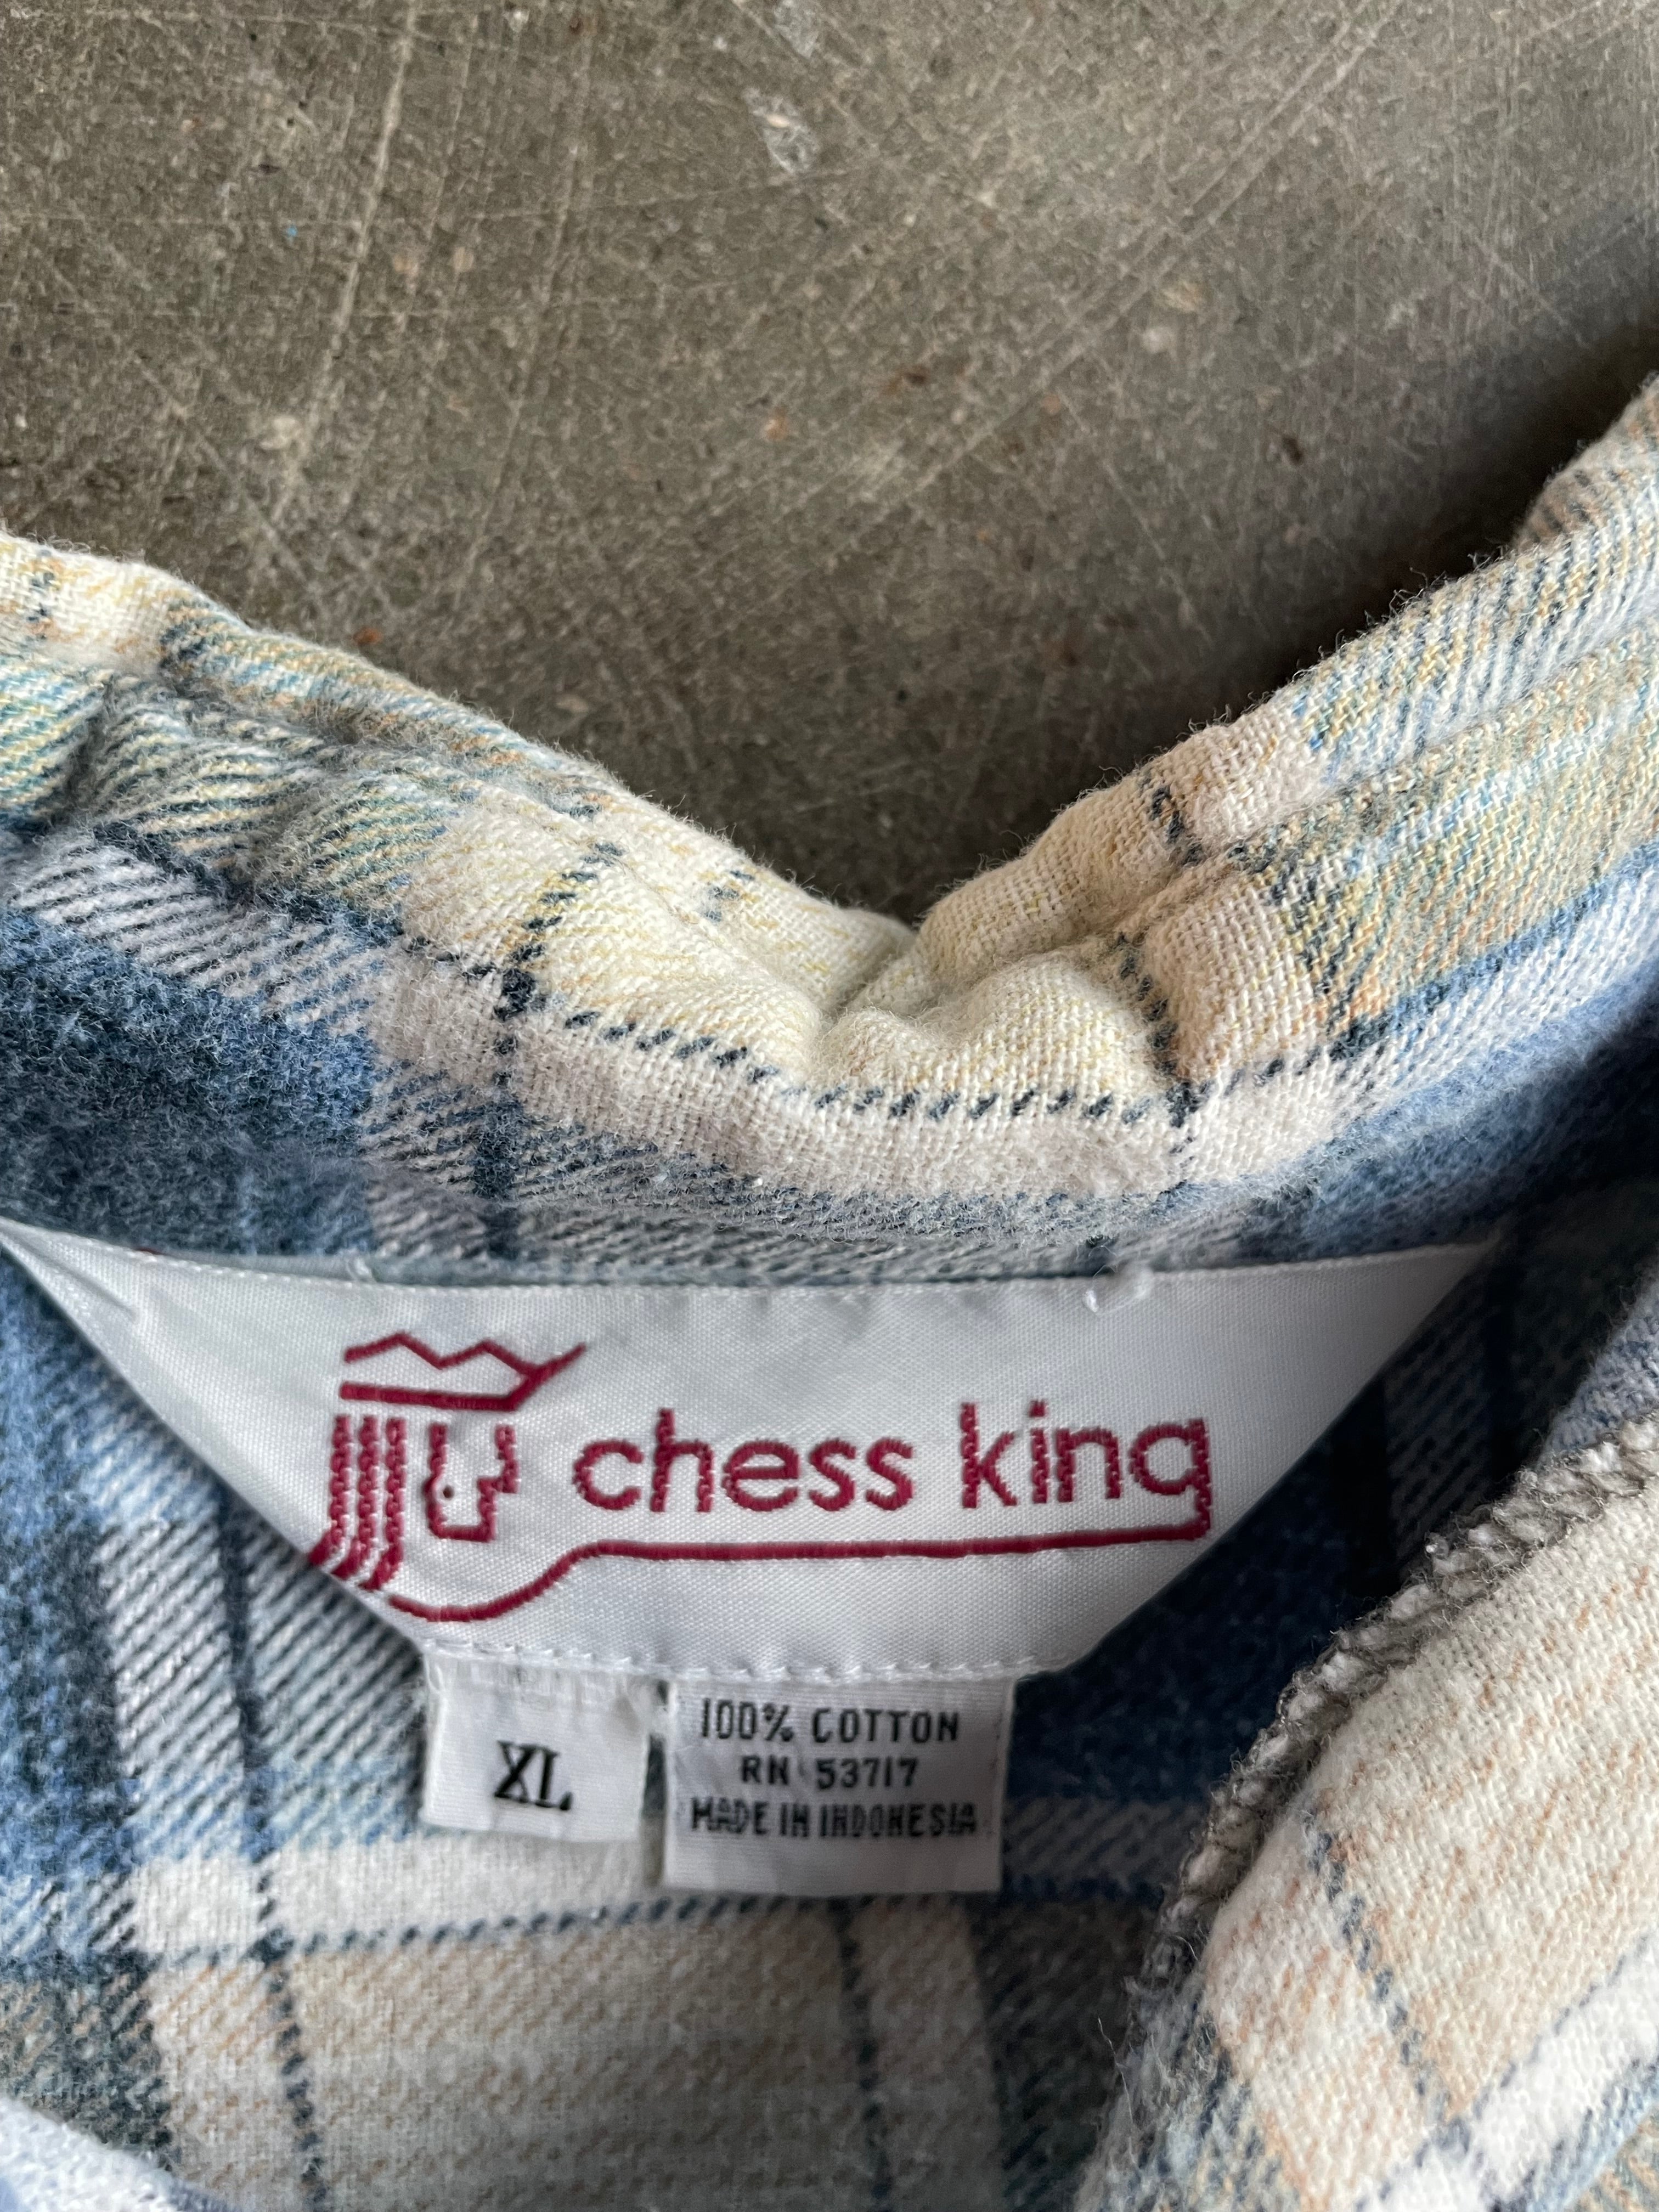 chess king
XL
100% COTTON
RN 53717
MADE IN INDONESIA